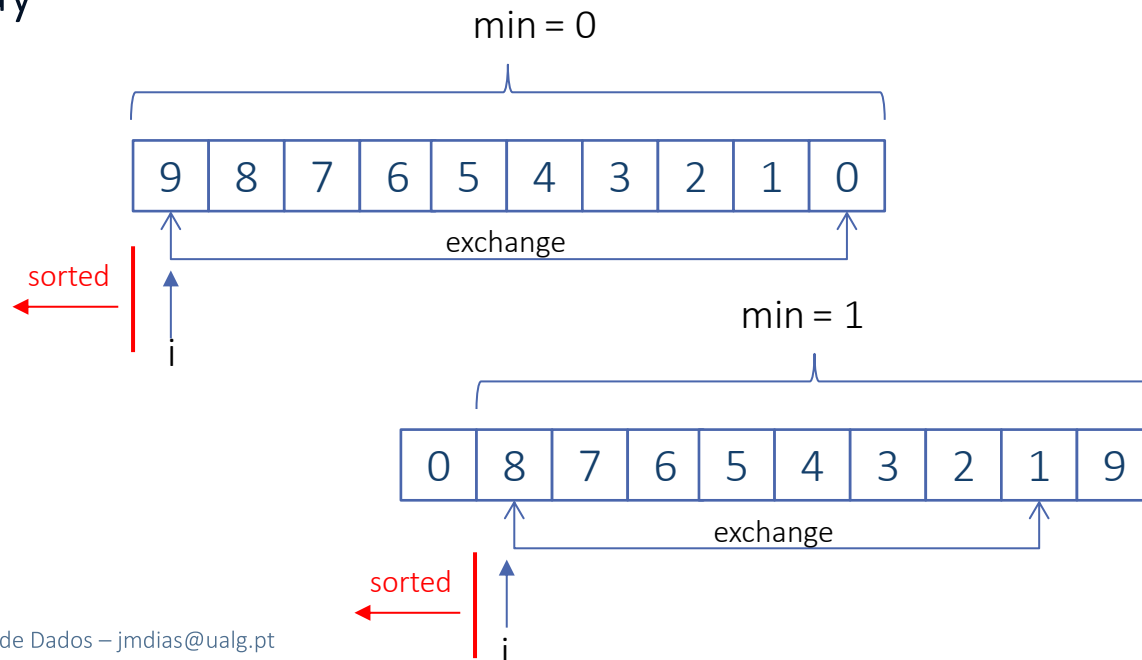 min = 0
9 8 7 6 5 4 3 2 1 0
exchange
sorted
i
min = 1
0 8 7 6 5 4 3 2 1 9
exchange
sorted
i
de Dados – jmdias@ualg.pt